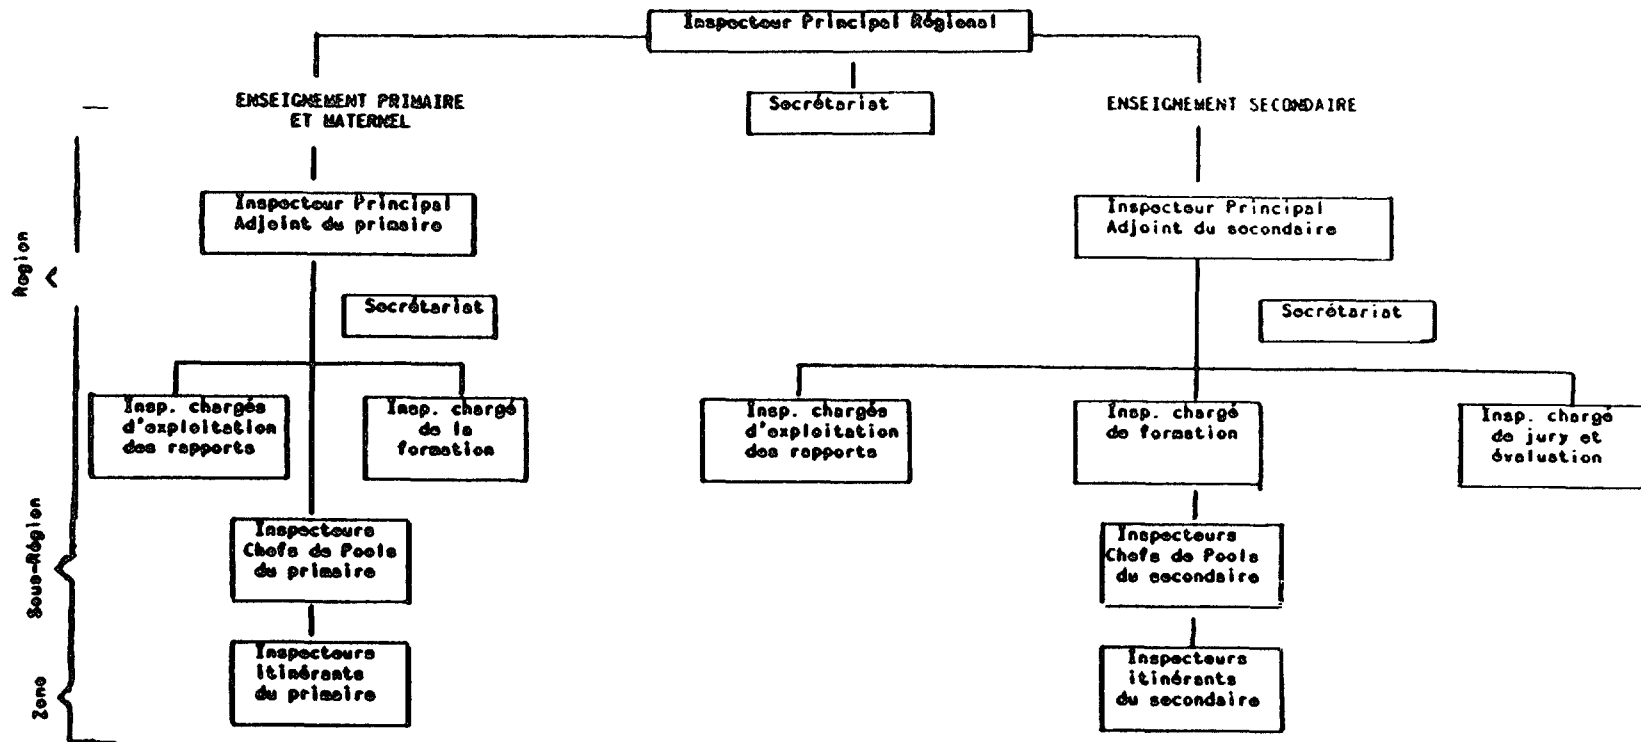 Inspecteur Principal Régional
Secrétariat
ENSEIGNEMENT PRIMAIRE
ET MATERNEL
ENSEIGNEMENT SECONDAIRE
Région
Inspecteur Principal
Adjoint du primaire
Inspecteur Principal
Adjoint du secondaire
Secrétariat
Secrétariat
Insp. chargés
d'exploitation
des rapports
Insp. chargé
de la
formation
Insp. chargés
d'exploitation
des rapports
Insp. chargé
de formation
Insp. chargé
de jury et
évaluation
Sous-Région
Inspecteurs
Chefs de Pools
du primaire
Inspecteurs
Chefs de Pools
du secondaire
Zone
Inspecteurs
itinérants
du primaire
Inspecteurs
itinérants
du secondaire